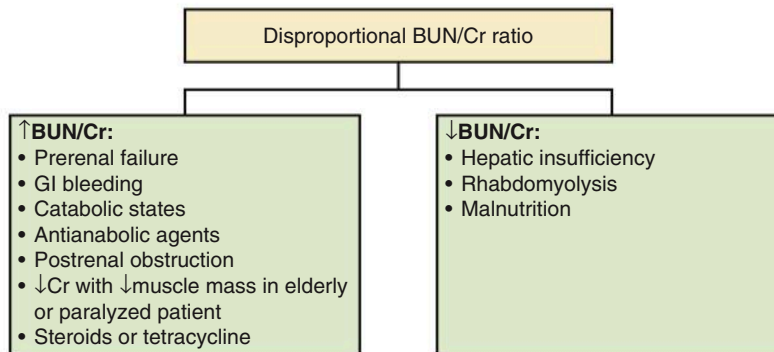 Disproportional BUN/Cr ratio
↑BUN/Cr:
• Prerenal failure
• GI bleeding
• Catabolic states
• Antianabolic agents
• Postrenal obstruction
• ↓Cr with ↓muscle mass in elderly
or paralyzed patient
• Steroids or tetracycline
↓BUN/Cr:
• Hepatic insufficiency
• Rhabdomyolysis
• Malnutrition